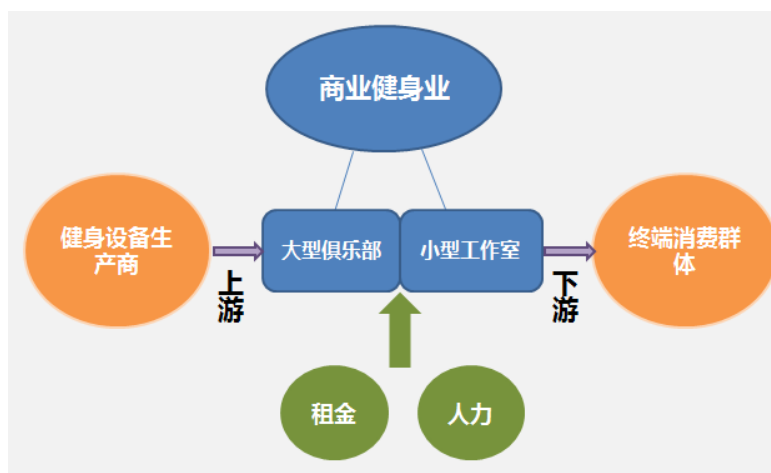 商业健身业
健身设备生
产商
大型俱乐部
小型工作室
终端消费群
体
上
游
下
游
租金
人力